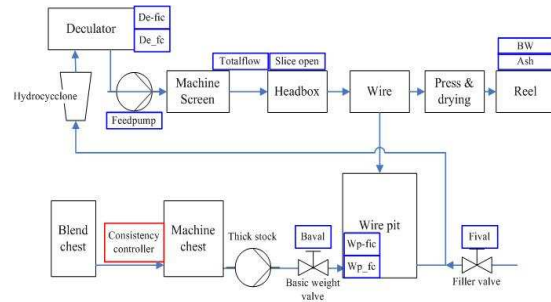 Deculator
De-fic
De_fc
Hydrocyclone
Feedpump
Machine
Screen
Totalflow
Slice open
Headbox
Wire
Press &
drying
BW
Ash
Reel
Blend
chest
Consistency
controller
Machine
chest
Thick stock
Baval
Basic weight
valve
Wire pit
Wp-fic
Wp_fc
Fival
Filler valve